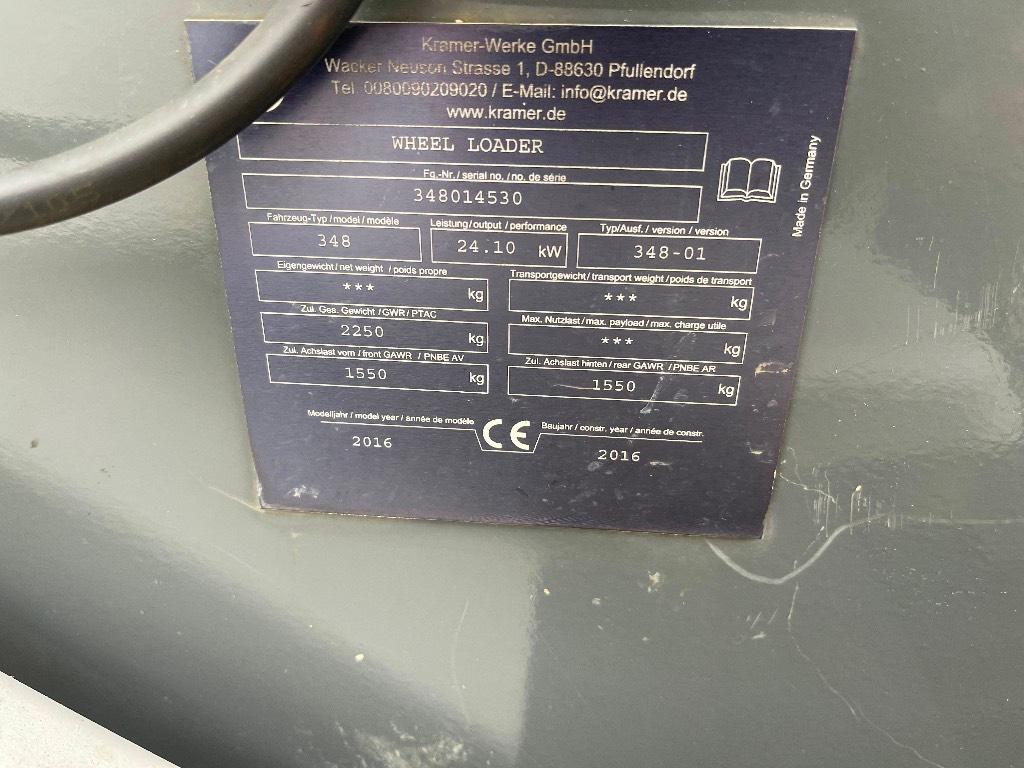 Kramer-Werke GmbH
Wacker Neuson Strasse 1, D-88630 Pfullendorf
Tel. 0080090209020 / E-Mail: info@kramer.de
www.kramer.de
WHEEL LOADER
Fg.-Nr./ serial no. / no. de série
348014530
Fahrzeug-Typ / model / modèle Leistung/output / performance Typ/Ausf. / version / version
348 24.10 kW 348-01
Eigengewicht / net weight / poids propre Transportgewicht / transport weight / poids de transport
*** kg *** kg
Zul. Ges. Gewicht / GWR / PTAC Max. Nutzlast / max. payload / max. charge utile
2250 kg *** kg
Zul. Achslast vorn / front GAWR / PNBE AV Zul. Achslast hinten / rear GAWR / PNBE AR
1550 kg 1550 kg
Modelljahr / model year / année de modèle CE Baujahr / constr. year / année de constr.
2016 2016
Made in Germany